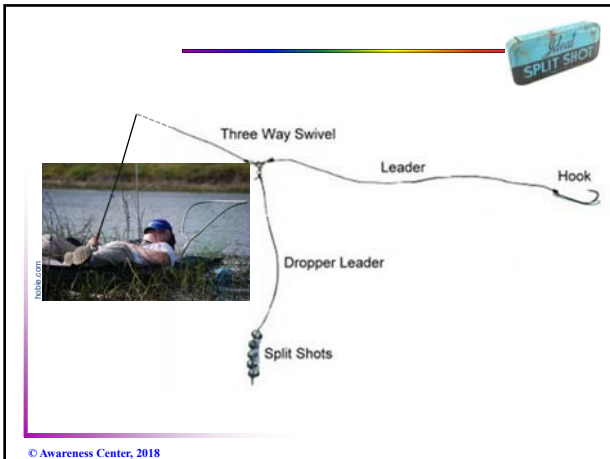 Ideal
SPLIT SHOT
Three Way Swivel
Leader
Hook
hobie.com
Dropper Leader
Split Shots
© Awareness Center, 2018